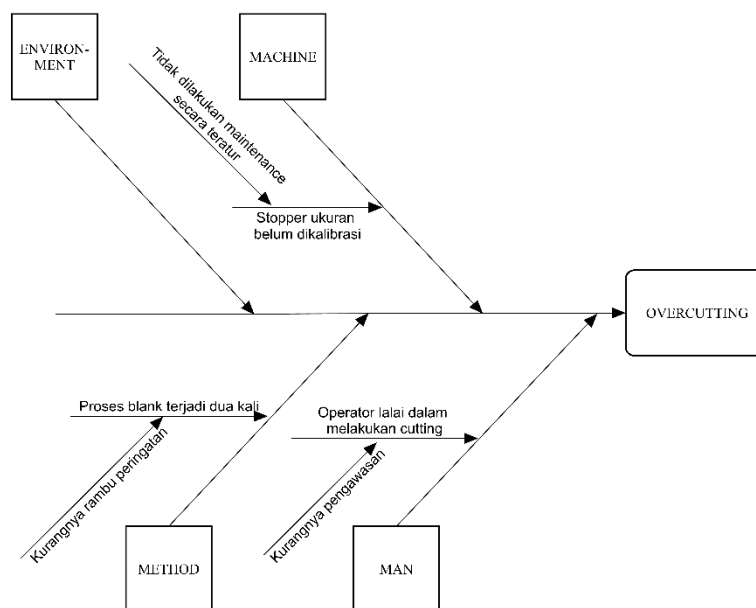 ENVIRON-
MENT
MACHINE
Tidak dilakukan maintenance
secara teratur
Stopper ukuran
belum dikalibrasi
OVERCUTTING
Proses blank terjadi dua kali
Kurangnya rambu peringatan
Operator lalai dalam
melakukan cutting
Kurangnya pengawasan
METHOD
MAN